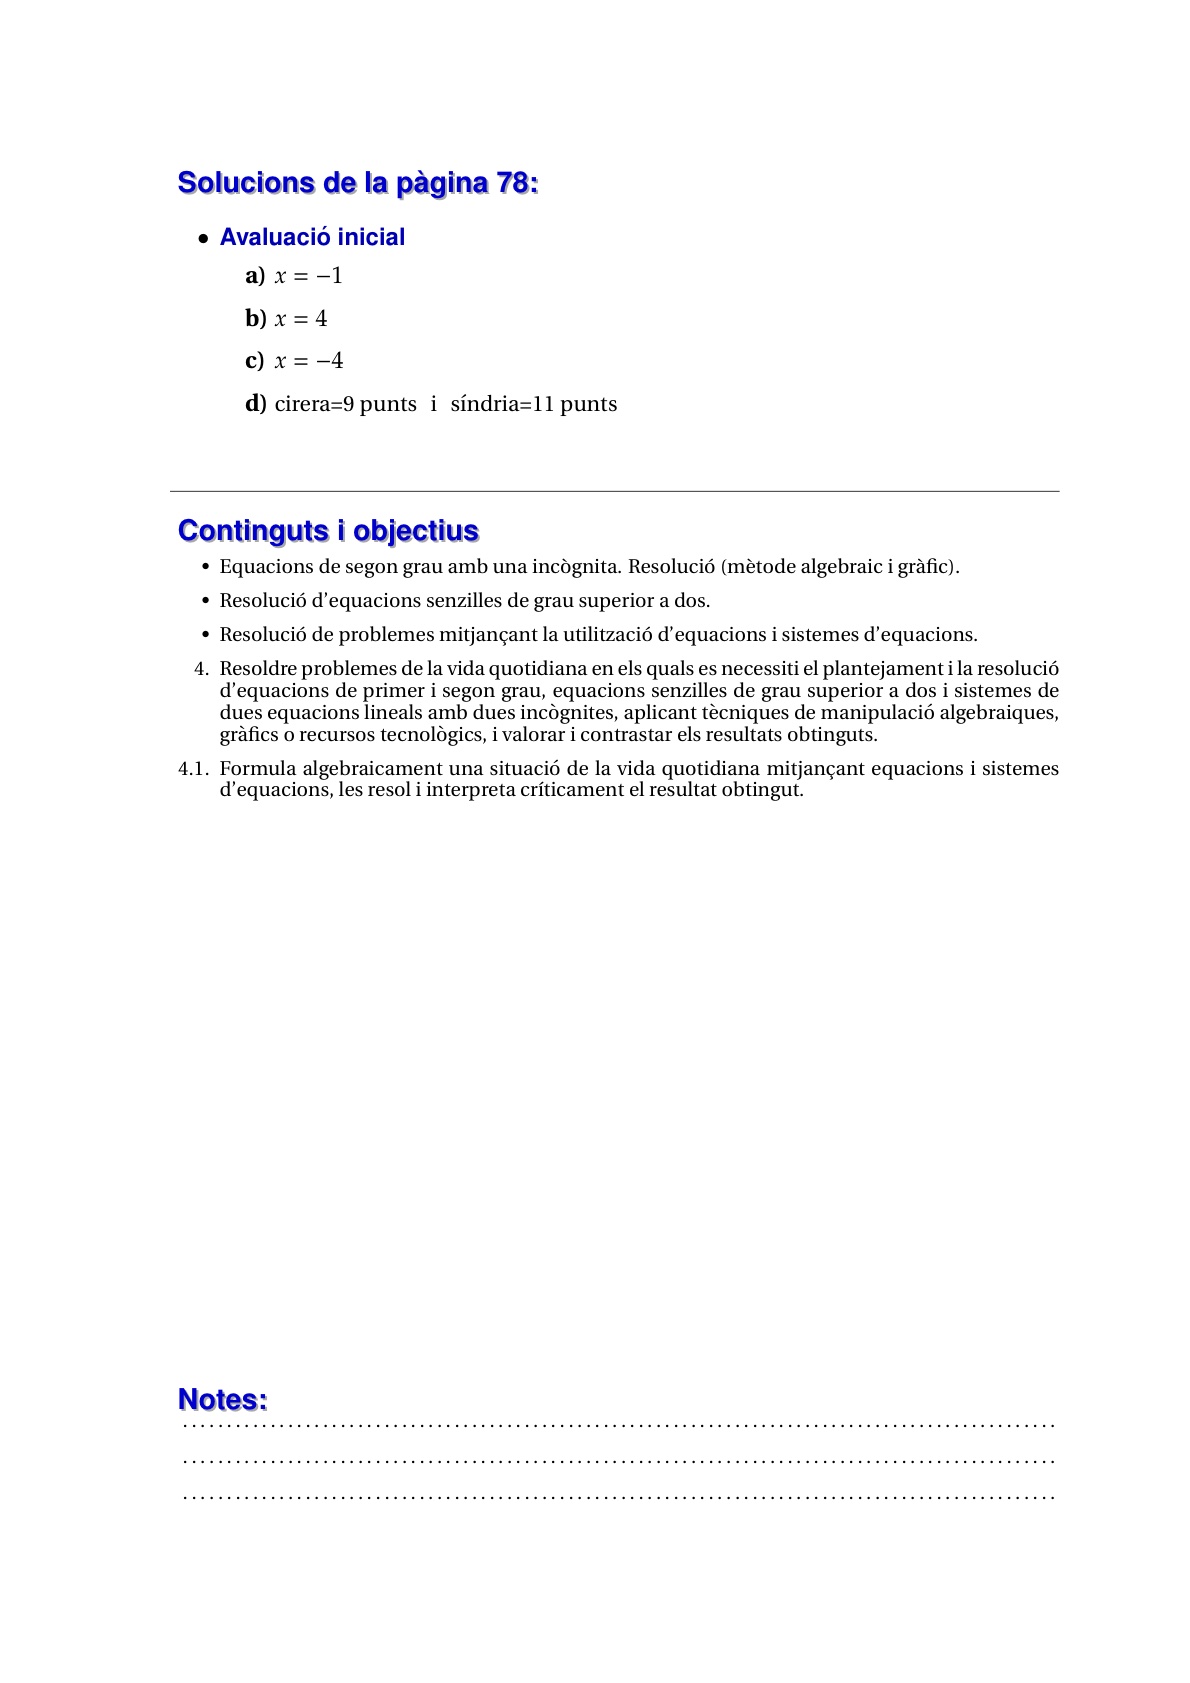 Solucions de la pàgina 78:
• Avaluació inicial
a) x = −1
b) x = 4
c) x = −4
d) cirera=9 punts i síndria=11 punts
Continguts i objectius
• Equacions de segon grau amb una incògnita. Resolució (mètode algebraic i gràfic).
• Resolució d’equacions senzilles de grau superior a dos.
• Resolució de problemes mitjançant la utilització d’equacions i sistemes d’equacions.
4. Resoldre problemes de la vida quotidiana en els quals es necessiti el plantejament i la resolució
d’equacions de primer i segon grau, equacions senzilles de grau superior a dos i sistemes de
dues equacions lineals amb dues incògnites, aplicant tècniques de manipulació algebraiques,
gràfics o recursos tecnològics, i valorar i contrastar els resultats obtinguts.
4.1. Formula algebraicament una situació de la vida quotidiana mitjançant equacions i sistemes
d’equacions, les resol i interpreta críticament el resultat obtingut.
Notes: